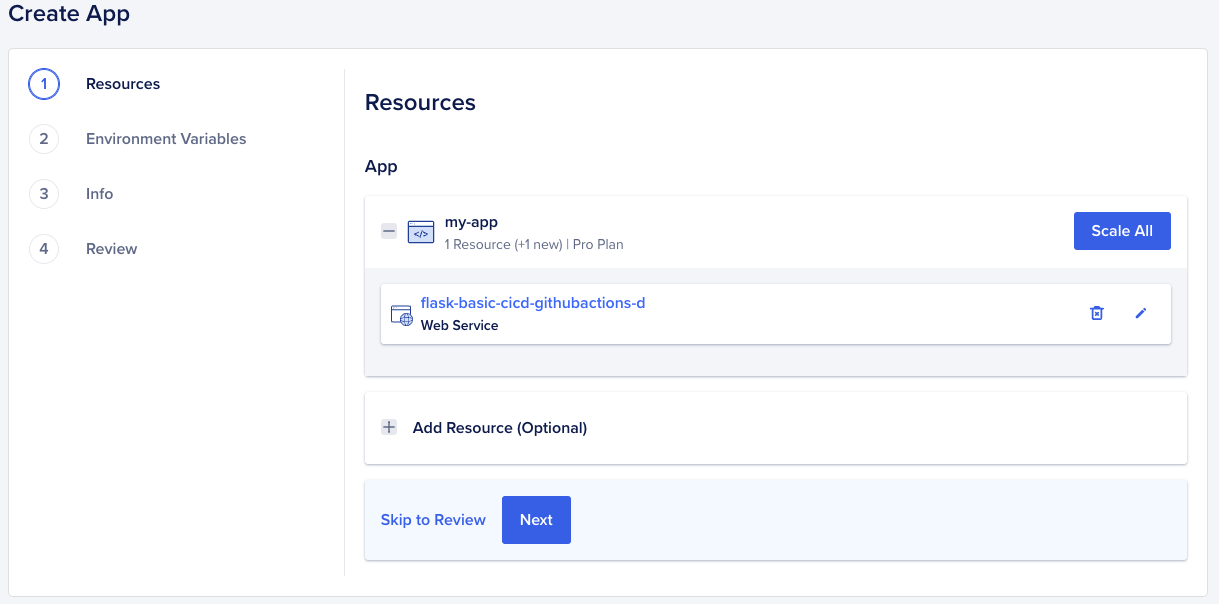 Create App
1 Resources
2 Environment Variables
3 Info
4 Review
Resources
App
my-app
1 Resource (+1 new) | Pro Plan
Scale All
flask-basic-cicd-githubactions-d
Web Service
Add Resource (Optional)
Skip to Review
Next